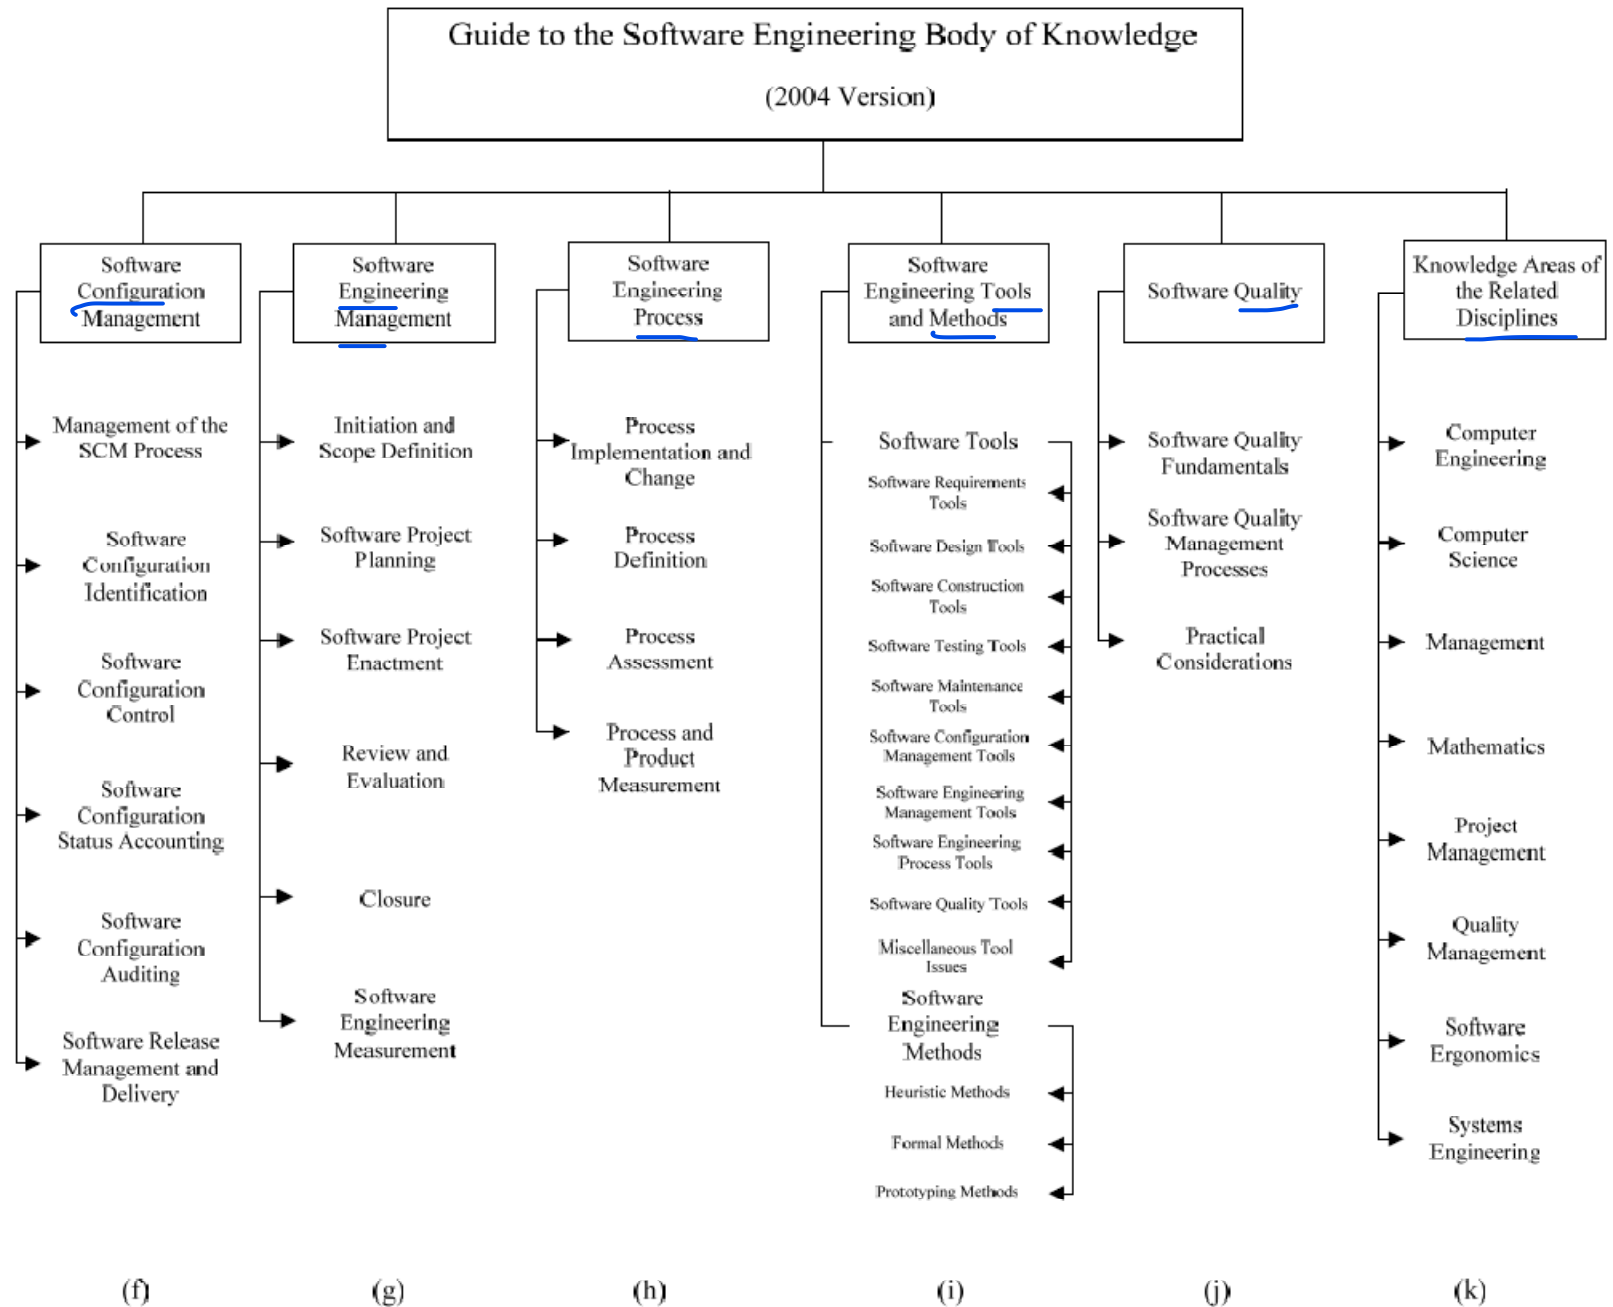 Guide to the Software Engineering Body of Knowledge
(2004 Version)
Software
Configuration
Management
Management of the
SCM Process
Software
Configuration
Identification
Software
Configuration
Control
Software
Configuration
Status Accounting
Software
Configuration
Auditing
Software Release
Management and
Delivery
(f)
Software
Engineering
Management
Initiation and
Scope Definition
Software Project
Planning
Software Project
Enactment
Review and
Evaluation
Closure
Software
Engineering
Measurement
(g)
Software
Engineering
Process
Process
Implementation and
Change
Process
Definition
Process
Assessment
Process and
Product
Measurement
(h)
Software
Engineering Tools
and Methods
Software Tools
Software Requirements
Tools
Software Design Tools
Software Construction
Tools
Software Testing Tools
Software Maintenance
Tools
Software Configuration
Management Tools
Software Engineering
Management Tools
Software Engineering
Process Tools
Software Quality Tools
Miscellaneous Tool
Issues
Software
Engineering
Methods
Heuristic Methods
Formal Methods
Prototyping Methods
(i)
Software Quality
Software Quality
Fundamentals
Software Quality
Management
Processes
Practical
Considerations
(j)
Knowledge Areas of
the Related
Disciplines
Computer
Engineering
Computer
Science
Management
Mathematics
Project
Management
Quality
Management
Software
Ergonomics
Systems
Engineering
(k)